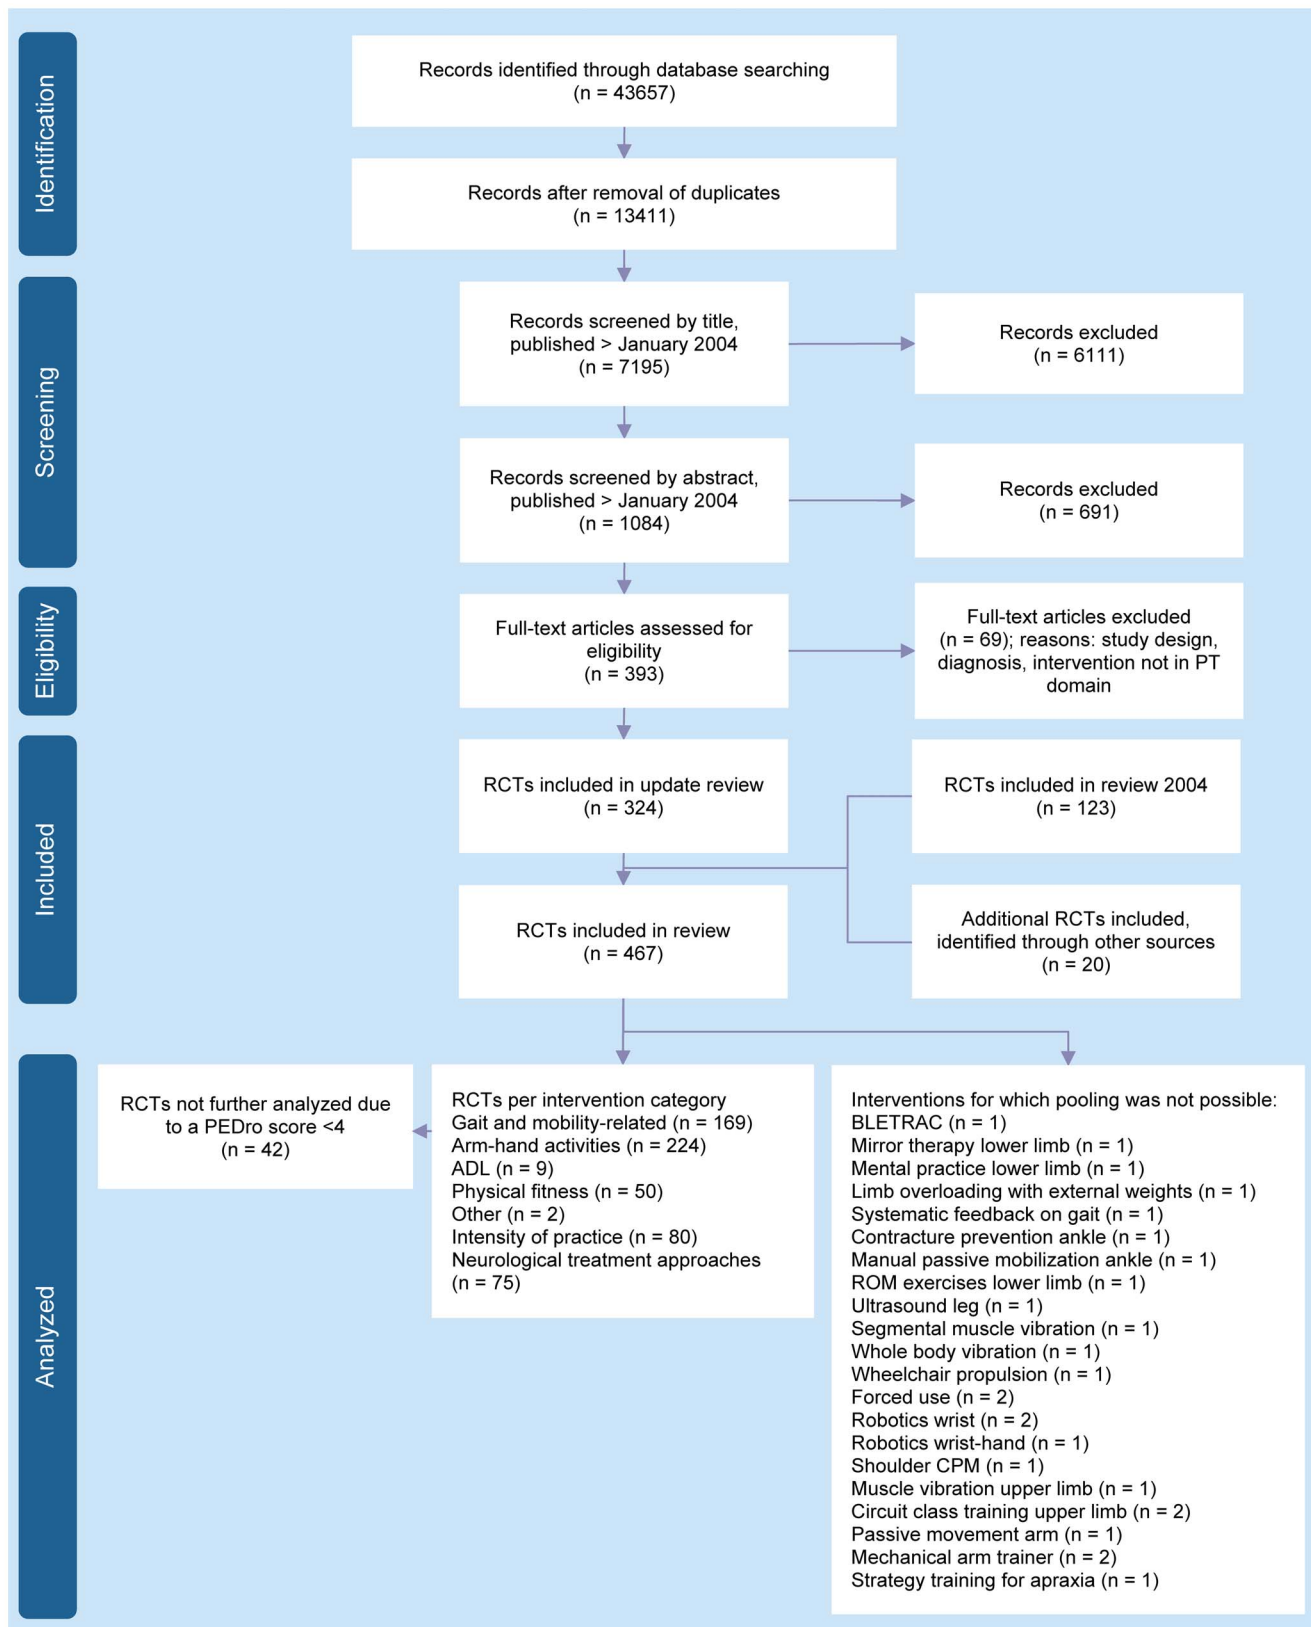 Identification
Records identified through database searching
(n = 43657)
Records after removal of duplicates
(n = 13411)
Screening
Records screened by title,
published > January 2004
(n = 7195)
Records excluded
(n = 6111)
Records screened by abstract,
published > January 2004
(n = 1084)
Records excluded
(n = 691)
Eligibility
Full-text articles assessed for
eligibility
(n = 393)
Full-text articles excluded
(n = 69); reasons: study design,
diagnosis, intervention not in PT
domain
Included
RCTs included in update review
(n = 324)
RCTs included in review 2004
(n = 123)
RCTs included in review
(n = 467)
Additional RCTs included,
identified through other sources
(n = 20)
Analyzed
RCTs not further analyzed due
to a PEDro score <4
(n = 42)
RCTs per intervention category
Gait and mobility-related (n = 169)
Arm-hand activities (n = 224)
ADL (n = 9)
Physical fitness (n = 50)
Other (n = 2)
Intensity of practice (n = 80)
Neurological treatment approaches
(n = 75)
Interventions for which pooling was not possible:
BLETRAC (n = 1)
Mirror therapy lower limb (n = 1)
Mental practice lower limb (n = 1)
Limb overloading with external weights (n = 1)
Systematic feedback on gait (n = 1)
Contracture prevention ankle (n = 1)
Manual passive mobilization ankle (n = 1)
ROM exercises lower limb (n = 1)
Ultrasound leg (n = 1)
Segmental muscle vibration (n = 1)
Whole body vibration (n = 1)
Wheelchair propulsion (n = 1)
Forced use (n = 2)
Robotics wrist (n = 2)
Robotics wrist-hand (n = 1)
Shoulder CPM (n = 1)
Muscle vibration upper limb (n = 1)
Circuit class training upper limb (n = 2)
Passive movement arm (n = 1)
Mechanical arm trainer (n = 2)
Strategy training for apraxia (n = 1)